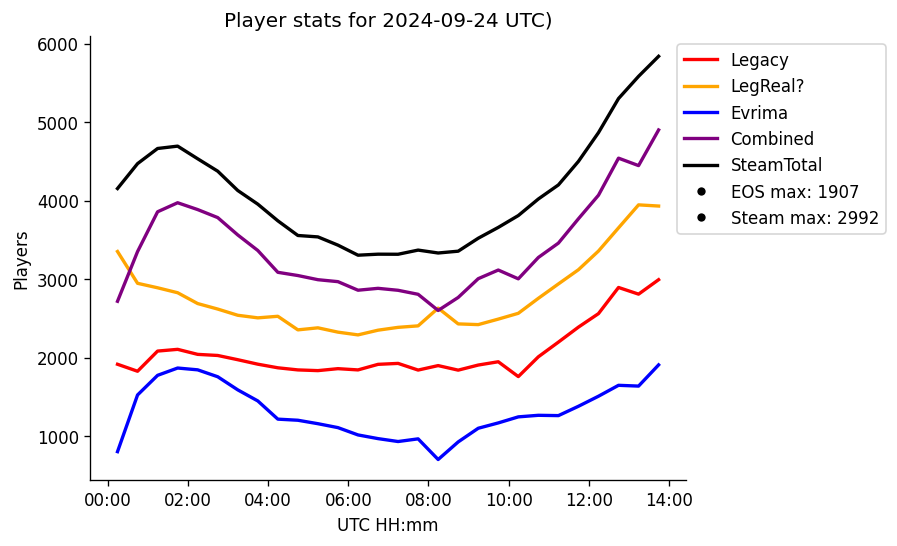 Player stats for 2024-09-24 UTC)
6000
5000
4000
3000
2000
1000
Players
00:00 02:00 04:00 06:00 08:00 10:00 12:00 14:00
UTC HH:mm
Legacy
LegReal?
Evrima
Combined
SteamTotal
EOS max: 1907
Steam max: 2992